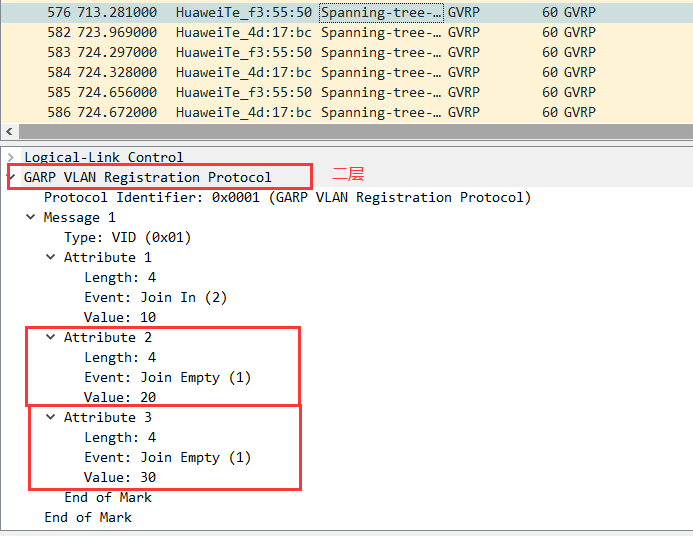 576 713.281000 HuaweiTe_f3:55:50 Spanning-tree-… GVRP 60 GVRP
582 723.969000 HuaweiTe_4d:17:bc Spanning-tree-… GVRP 60 GVRP
583 724.297000 HuaweiTe_f3:55:50 Spanning-tree-… GVRP 60 GVRP
584 724.328000 HuaweiTe_4d:17:bc Spanning-tree-… GVRP 60 GVRP
585 724.656000 HuaweiTe_f3:55:50 Spanning-tree-… GVRP 60 GVRP
586 724.672000 HuaweiTe_4d:17:bc Spanning-tree-… GVRP 60 GVRP
Logical-Link Control
GARP VLAN Registration Protocol 二层
Protocol Identifier: 0x0001 (GARP VLAN Registration Protocol)
Message 1
Type: VID (0x01)
Attribute 1
Length: 4
Event: Join In (2)
Value: 10
Attribute 2
Length: 4
Event: Join Empty (1)
Value: 20
Attribute 3
Length: 4
Event: Join Empty (1)
Value: 30
End of Mark
End of Mark